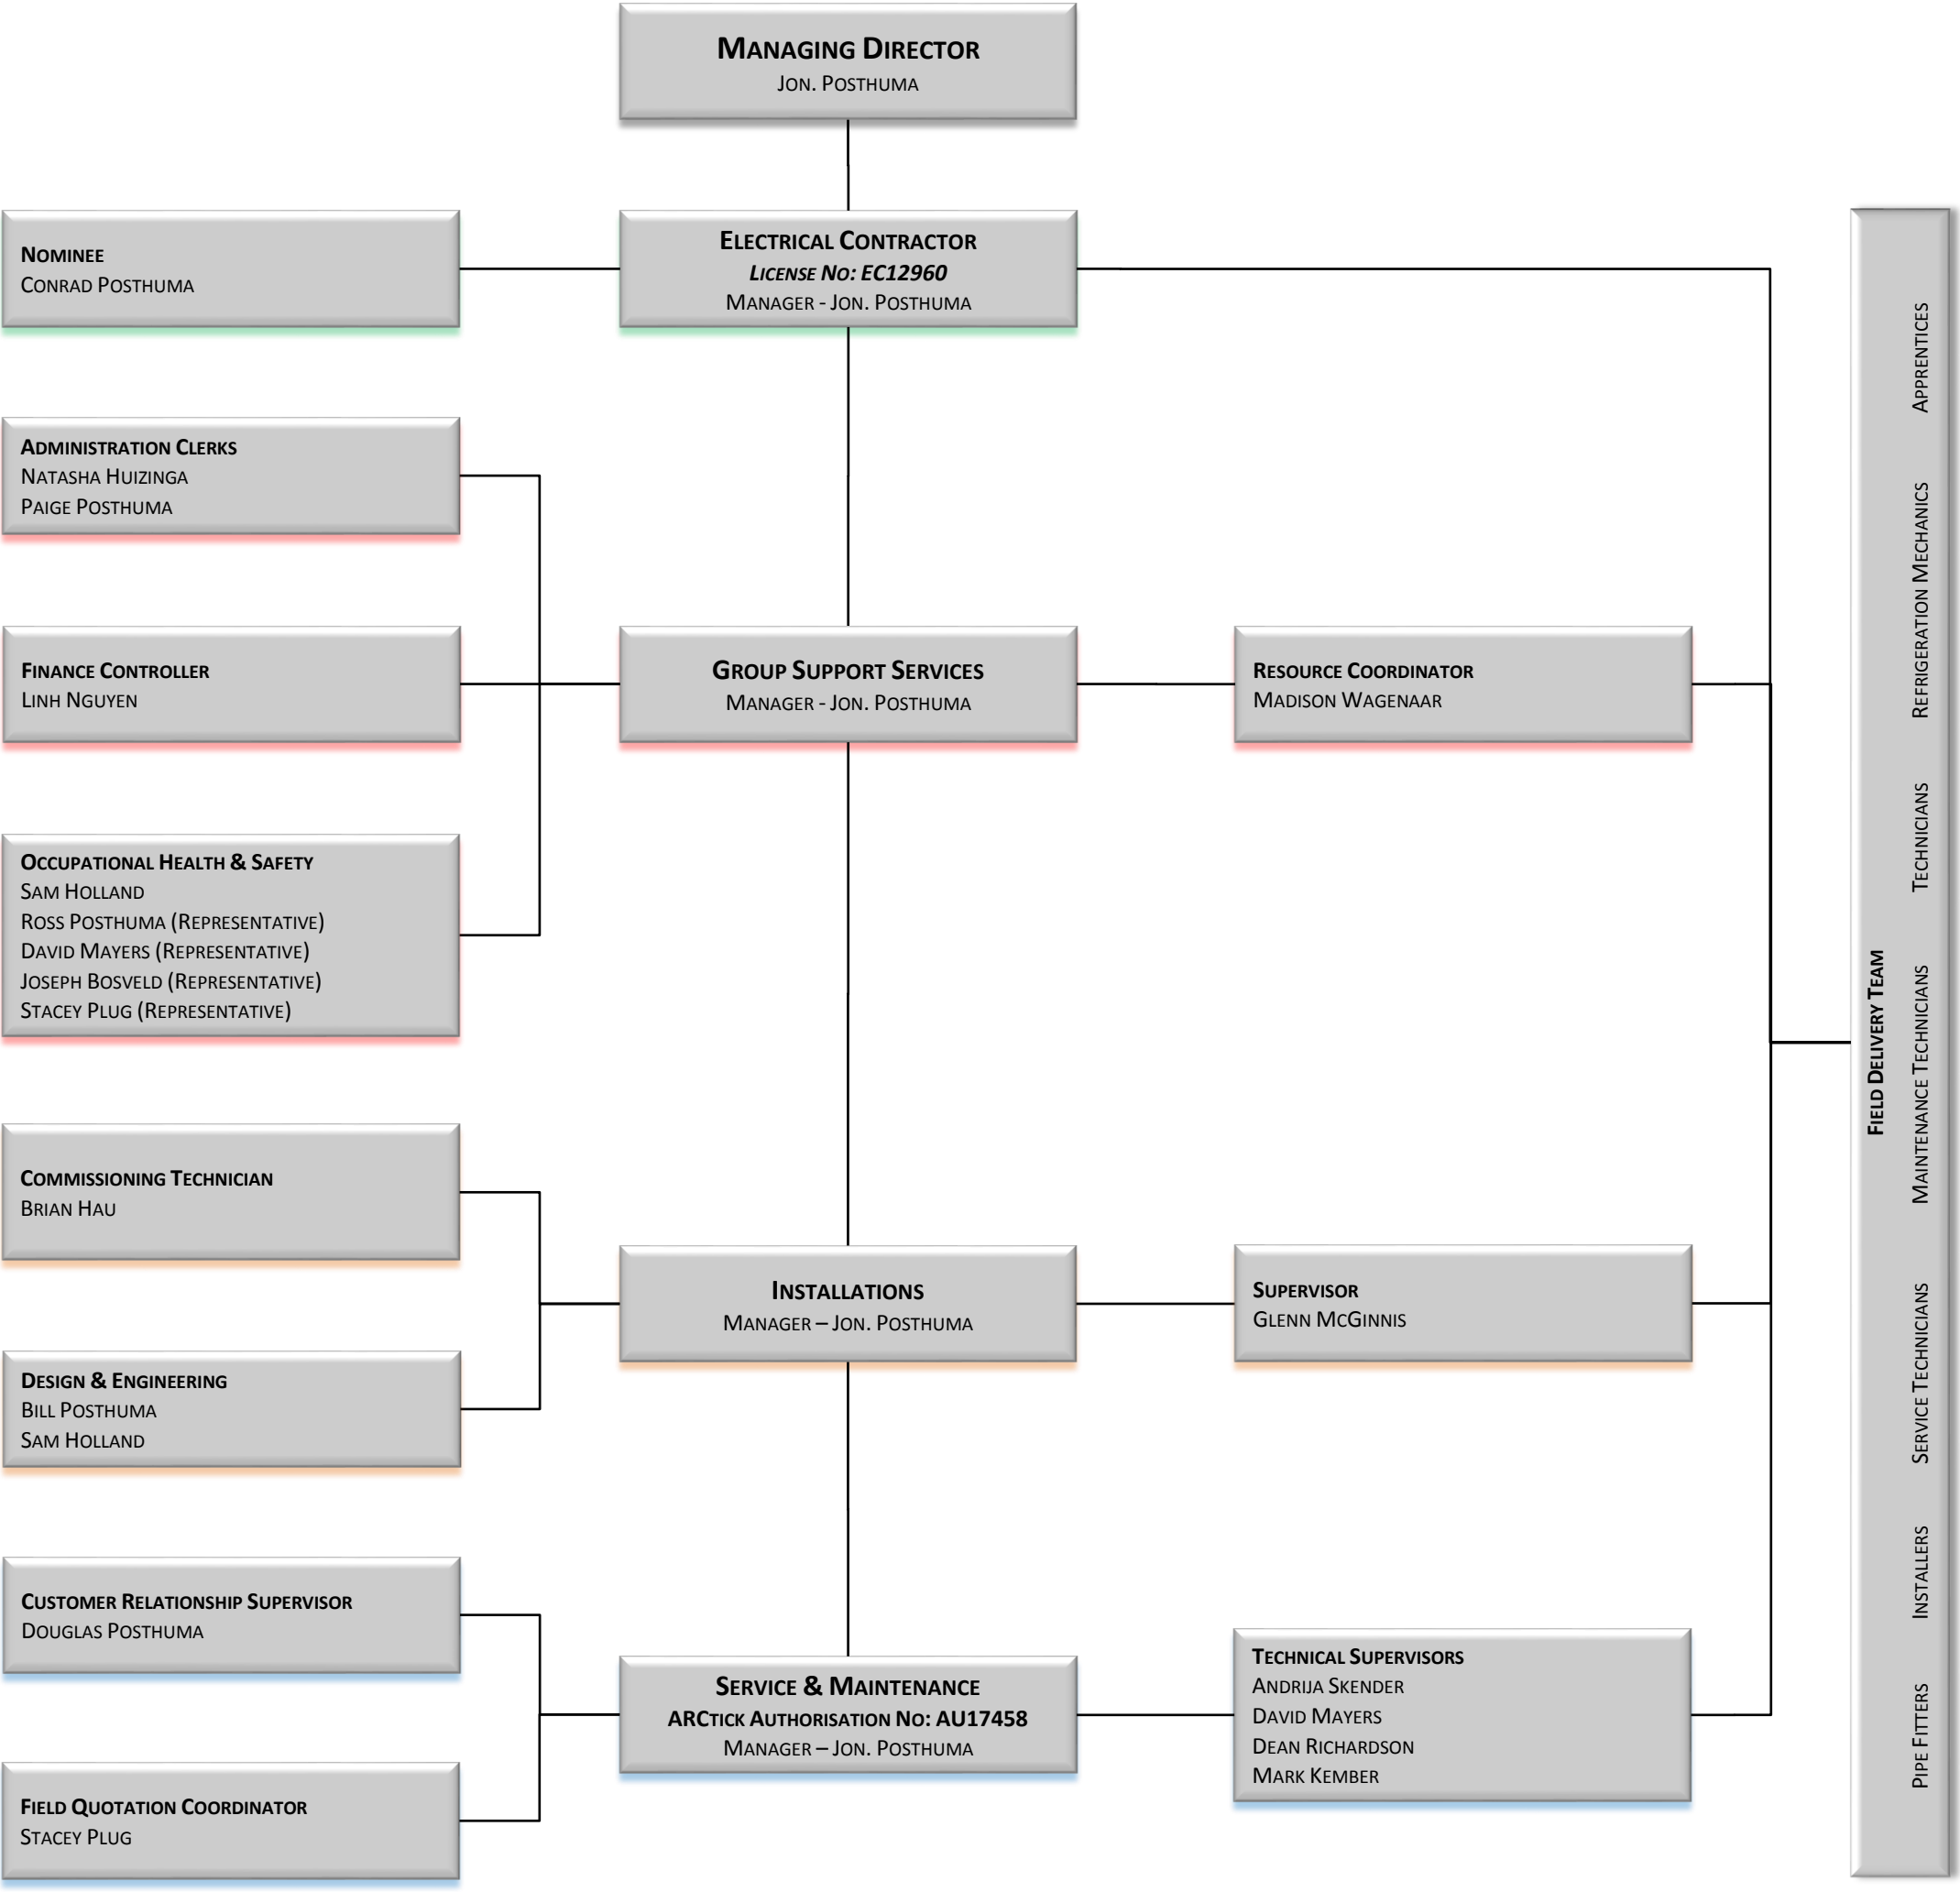 MANAGING DIRECTOR
JON. POSTHUMA
NOMINEE
CONRAD POSTHUMA
ELECTRICAL CONTRACTOR
LICENSE NO: EC12960
MANAGER - JON. POSTHUMA
ADMINISTRATION CLERKS
NATASHA HUIZINGA
PAIGE POSTHUMA
FINANCE CONTROLLER
LINH NGUYEN
GROUP SUPPORT SERVICES
MANAGER - JON. POSTHUMA
RESOURCE COORDINATOR
MADISON WAGENAAR
OCCUPATIONAL HEALTH & SAFETY
SAM HOLLAND
ROSS POSTHUMA (REPRESENTATIVE)
DAVID MAYERS (REPRESENTATIVE)
JOSEPH BOSVELD (REPRESENTATIVE)
STACEY PLUG (REPRESENTATIVE)
COMMISSIONING TECHNICIAN
BRIAN HAU
INSTALLATIONS
MANAGER – JON. POSTHUMA
SUPERVISOR
GLENN MCGINNIS
DESIGN & ENGINEERING
BILL POSTHUMA
SAM HOLLAND
CUSTOMER RELATIONSHIP SUPERVISOR
DOUGLAS POSTHUMA
SERVICE & MAINTENANCE
ARCTICK AUTHORISATION NO: AU17458
MANAGER – JON. POSTHUMA
TECHNICAL SUPERVISORS
ANDRIJA SKENDER
DAVID MAYERS
DEAN RICHARDSON
MARK KEMBER
FIELD QUOTATION COORDINATOR
STACEY PLUG
FIELD DELIVERY TEAM
PIPE FITTERS INSTALLERS SERVICE TECHNICIANS MAINTENANCE TECHNICIANS TECHNICIANS REFRIGERATION MECHANICS APPRENTICES